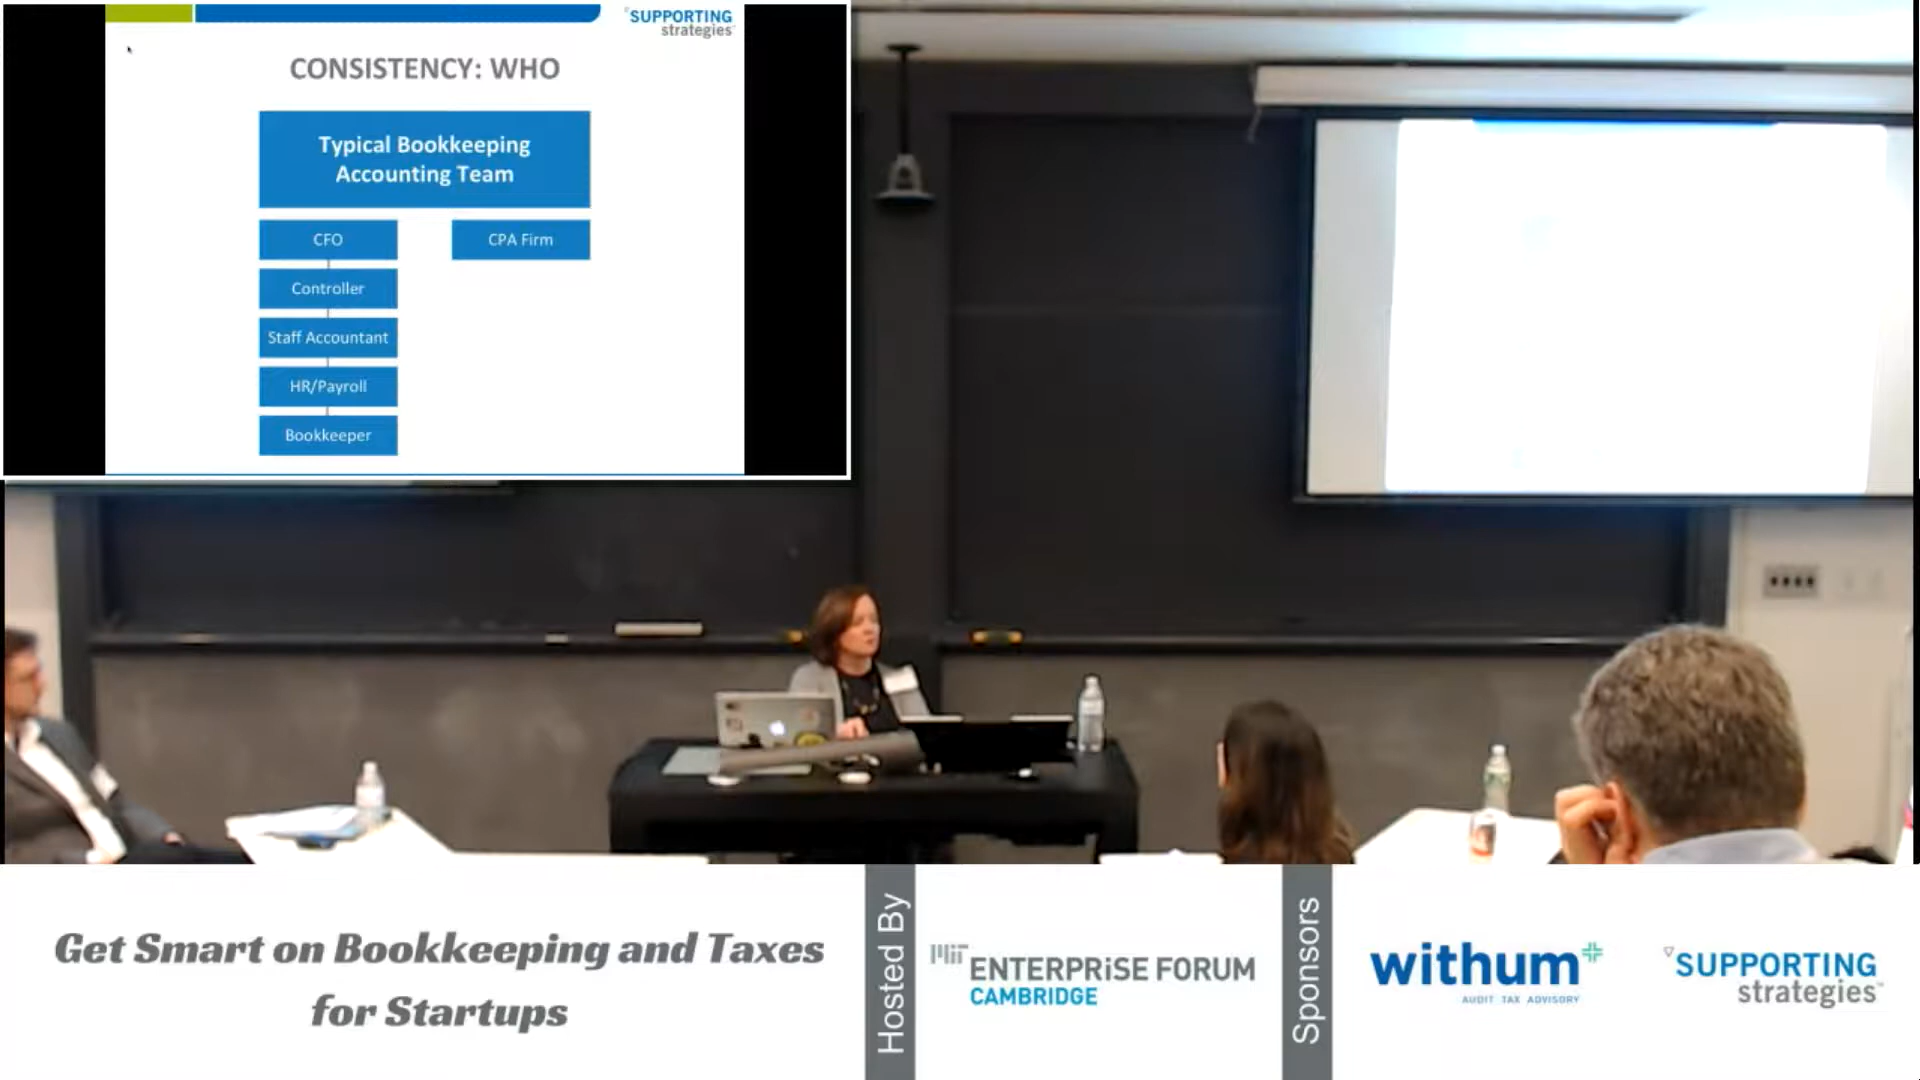 SUPPORTING
strategies
CONSISTENCY: WHO
Typical Bookkeeping
Accounting Team
CFO
CPA Firm
Controller
Staff Accountant
HR/Payroll
Bookkeeper
Get Smart on Bookkeeping and Taxes
for Startups
Hosted By
MiT
ENTERPRiSE FORUM
CAMBRIDGE
Sponsors
withum+
AUDIT TAX ADVISORY
SUPPORTING
strategies